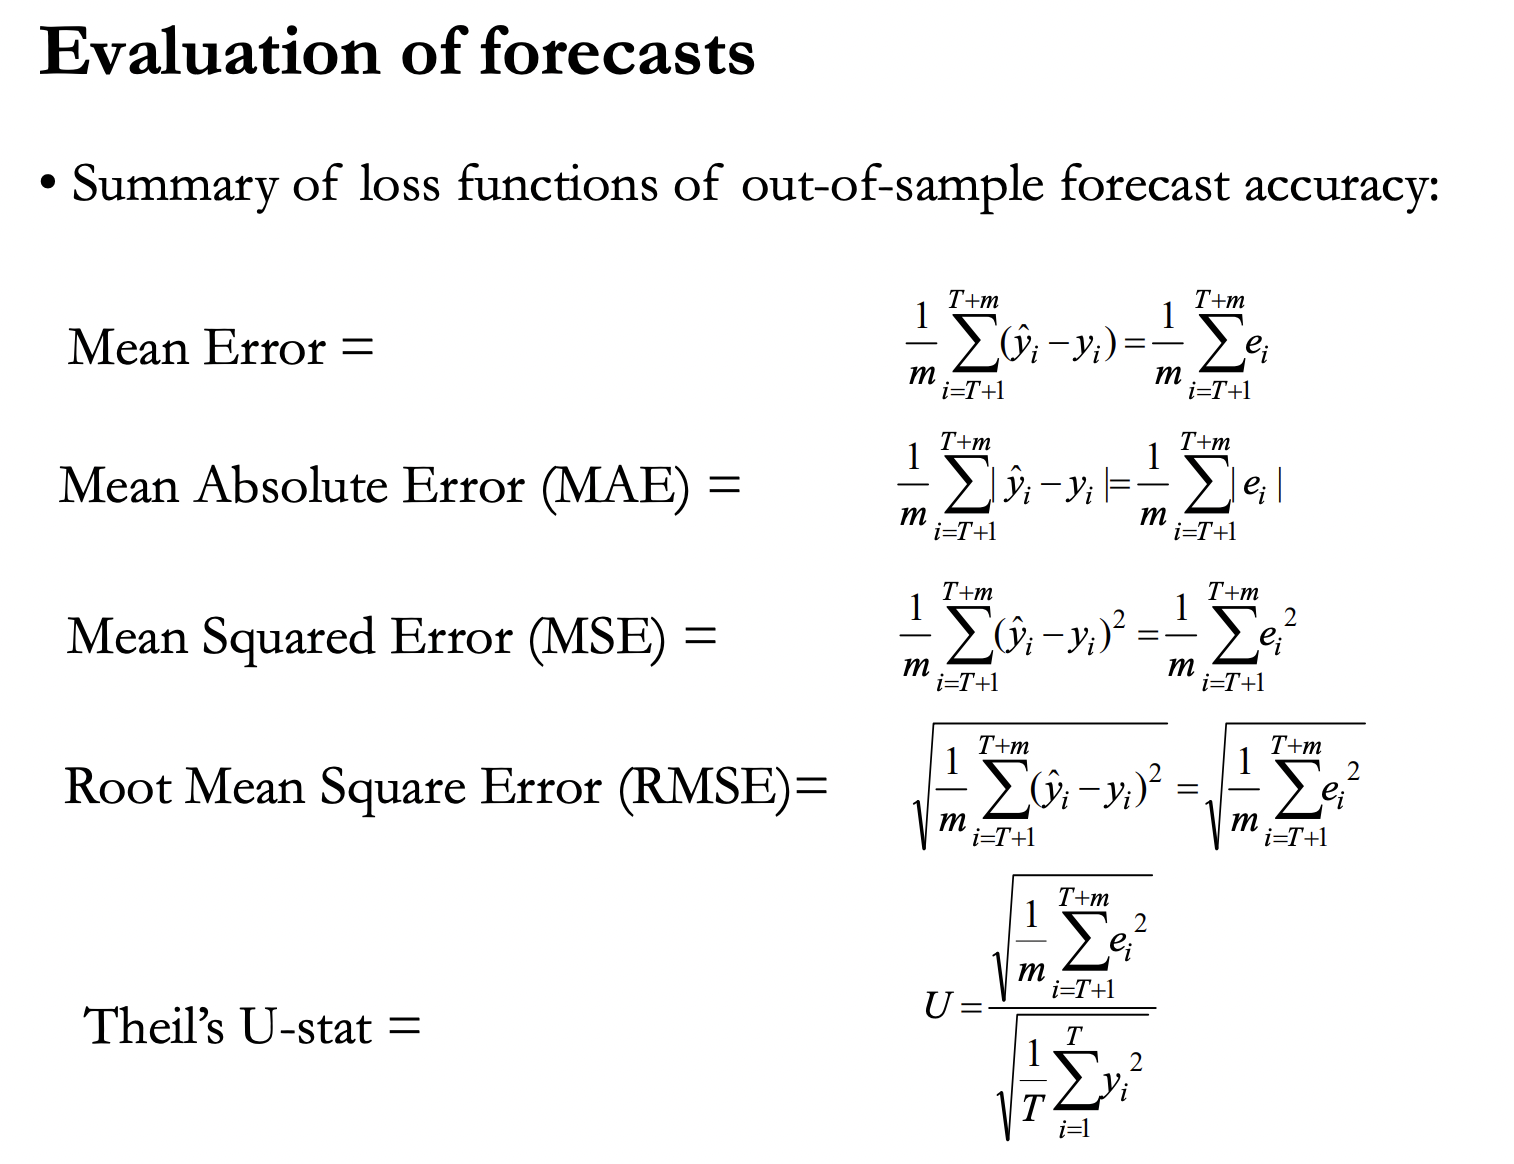 Evaluation of forecasts
• Summary of loss functions of out-of-sample forecast accuracy:
Mean Error = $\frac{1}{m}\sum_{i=T+1}^{T+m}(\hat{y}_i - y_i) = \frac{1}{m}\sum_{i=T+1}^{T+m} e_i$
Mean Absolute Error (MAE) = $\frac{1}{m}\sum_{i=T+1}^{T+m}|\hat{y}_i - y_i| = \frac{1}{m}\sum_{i=T+1}^{T+m}|e_i|$
Mean Squared Error (MSE) = $\frac{1}{m}\sum_{i=T+1}^{T+m}(\hat{y}_i - y_i)^2 = \frac{1}{m}\sum_{i=T+1}^{T+m} e_i^2$
Root Mean Square Error (RMSE)= $\sqrt{\frac{1}{m}\sum_{i=T+1}^{T+m}(\hat{y}_i - y_i)^2} = \sqrt{\frac{1}{m}\sum_{i=T+1}^{T+m} e_i^2}$
Theil’s U-stat = $U = \frac{\sqrt{\frac{1}{m}\sum_{i=T+1}^{T+m} e_i^2}}{\sqrt{\frac{1}{T}\sum_{i=1}^{T} y_i^2}}$